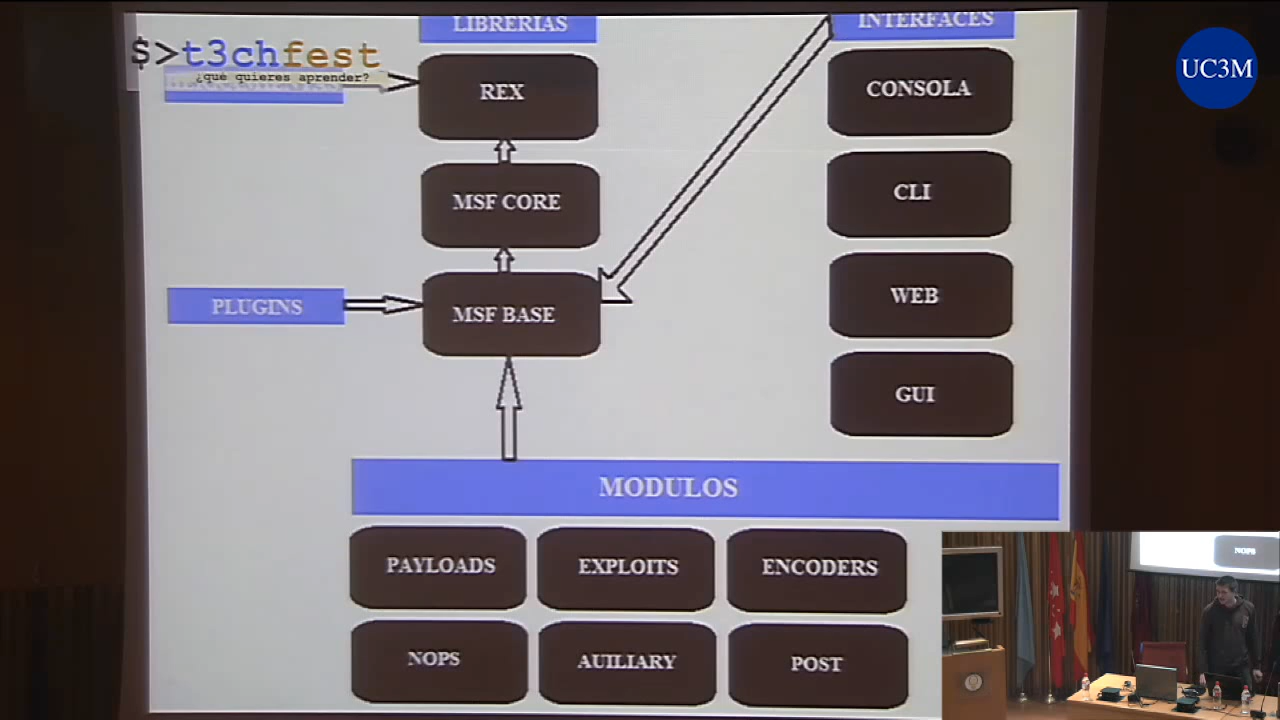 LIBRERIAS
INTERFACES
$>t3chfest
¿qué quieres aprender?
UC3M
REX
CONSOLA
MSF CORE
CLI
PLUGINS
MSF BASE
WEB
GUI
MODULOS
PAYLOADS
EXPLOITS
ENCODERS
NOPS
AUILIARY
POST
NOPS